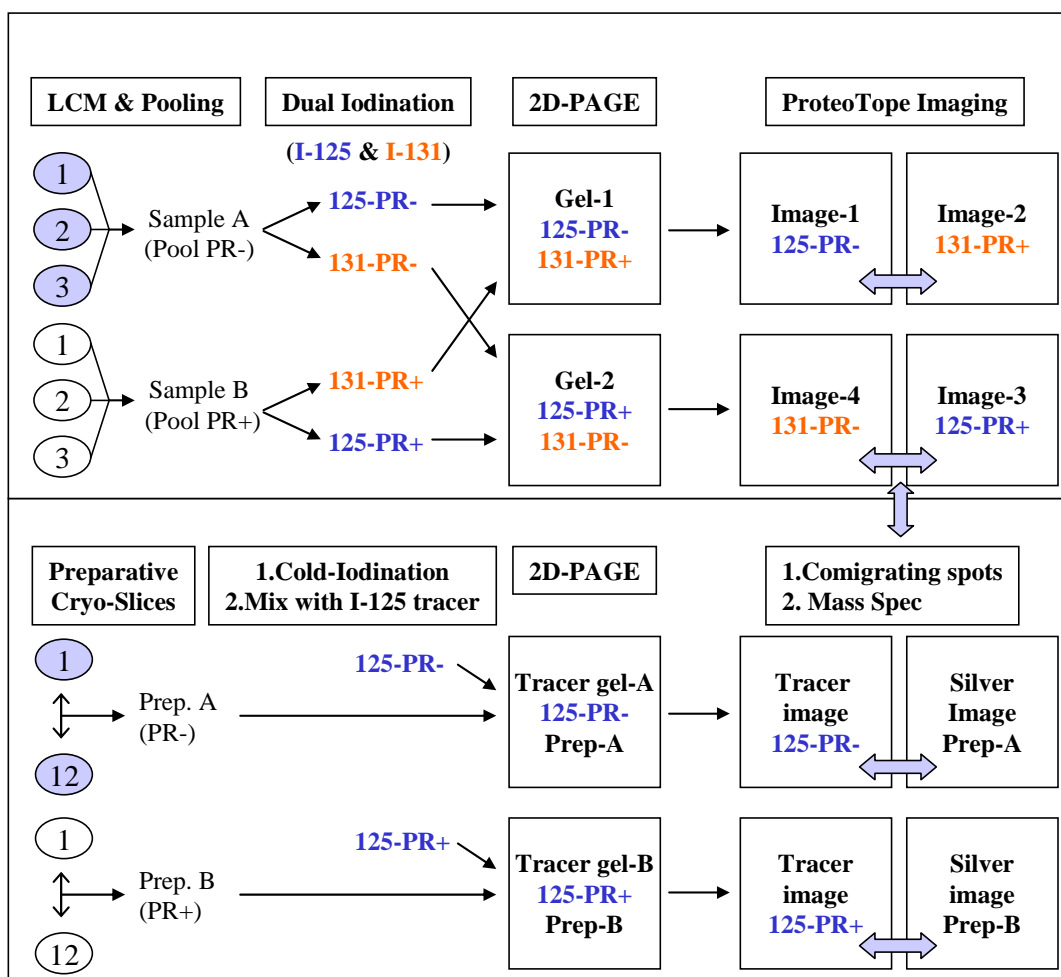 LCM & Pooling
Dual Iodination
2D-PAGE
ProteoTope Imaging
(I-125 & I-131)
1
2
3
Sample A
(Pool PR-)
125-PR-
131-PR-
Gel-1
125-PR-
131-PR+
Image-1
125-PR-
Image-2
131-PR+
1
2
3
Sample B
(Pool PR+)
131-PR+
125-PR+
Gel-2
125-PR+
131-PR-
Image-4
131-PR-
Image-3
125-PR+
Preparative
Cryo-Slices
1.Cold-Iodination
2.Mix with I-125 tracer
2D-PAGE
1.Comigrating spots
2. Mass Spec
1
12
Prep. A
(PR-)
125-PR-
Tracer gel-A
125-PR-
Prep-A
Tracer
image
125-PR-
Silver
Image
Prep-A
1
12
Prep. B
(PR+)
125-PR+
Tracer gel-B
125-PR+
Prep-B
Tracer
image
125-PR+
Silver
image
Prep-B